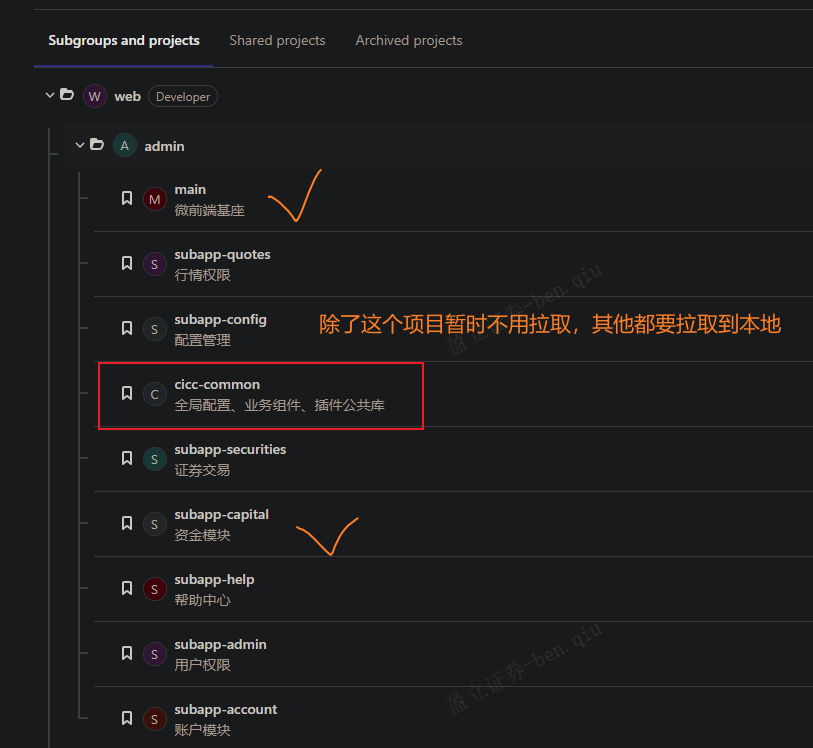 Subgroups and projects Shared projects Archived projects
W web Developer
A admin
M main
微前端基座
S subapp-quotes
行情权限
盈立证券-ben.qiu
S subapp-config
除了这个项目暂时不用拉取，其他都要拉取到本地
配置管理
C cicc-common
全局配置、业务组件、插件公共库
S subapp-securities
证券交易
S subapp-capital
资金模块
S subapp-help
帮助中心
S subapp-admin
用户权限
盈立证券-ben.qiu
S subapp-account
账户模块